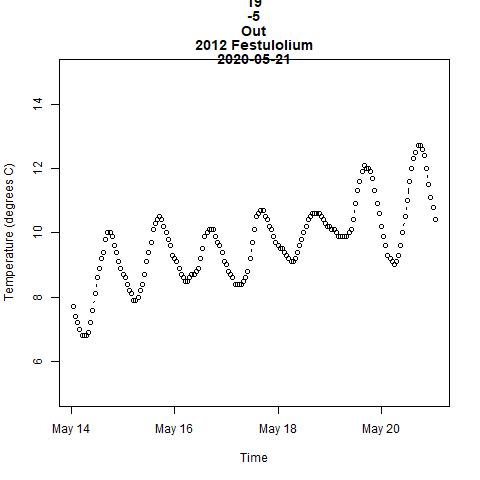 19
-5
Out
2012 Festulolium
2020-05-21
14
12
10
8
6
Temperature (degrees C)
May 14
May 16
May 18
May 20
Time